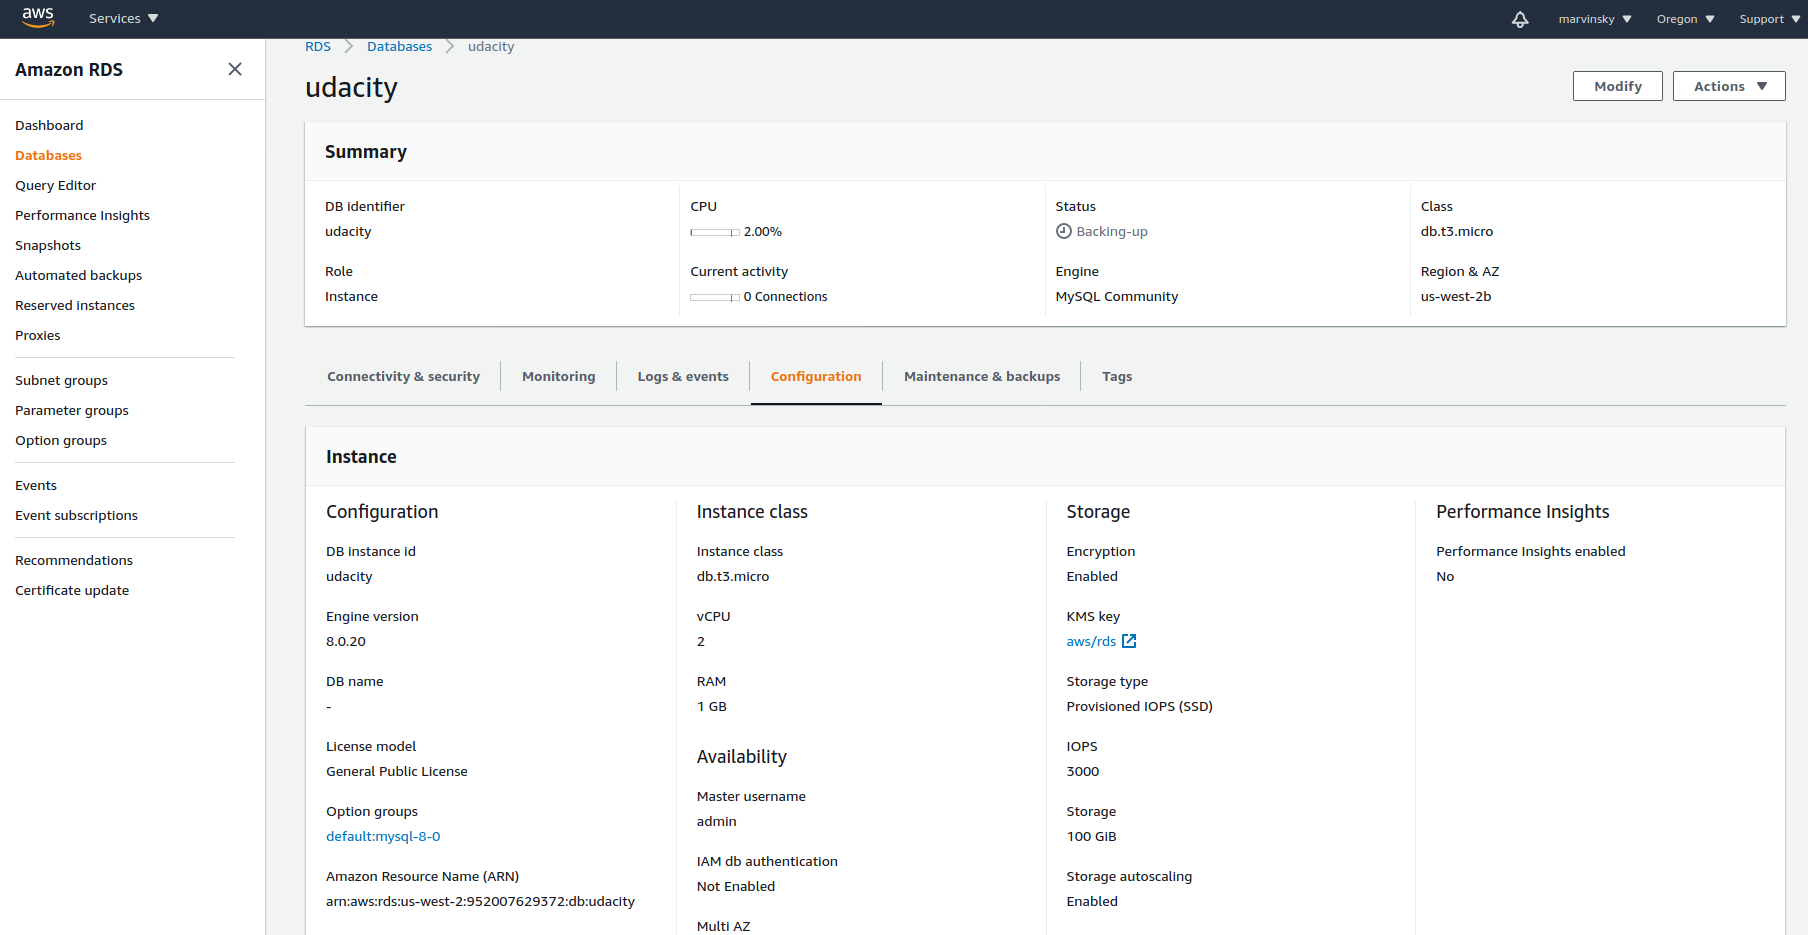 aws
Services
marvinsky
Oregon
Support
Amazon RDS
Dashboard
Databases
Query Editor
Performance Insights
Snapshots
Automated backups
Reserved instances
Proxies
Subnet groups
Parameter groups
Option groups
Events
Event subscriptions
Recommendations
Certificate update
RDS
Databases
udacity
udacity
Modify
Actions
Summary
DB identifier
udacity
Role
Instance
CPU
2.00%
Current activity
0 Connections
Status
Backing-up
Engine
MySQL Community
Class
db.t3.micro
Region & AZ
us-west-2b
Connectivity & security
Monitoring
Logs & events
Configuration
Maintenance & backups
Tags
Instance
Configuration
DB instance id
udacity
Engine version
8.0.20
DB name
-
License model
General Public License
Option groups
default:mysql-8-0
Amazon Resource Name (ARN)
arn:aws:rds:us-west-2:952007629372:db:udacity
Instance class
Instance class
db.t3.micro
vCPU
2
RAM
1 GB
Availability
Master username
admin
IAM db authentication
Not Enabled
Multi AZ
Storage
Encryption
Enabled
KMS key
aws/rds
Storage type
Provisioned IOPS (SSD)
IOPS
3000
Storage
100 GiB
Storage autoscaling
Enabled
Performance Insights
Performance Insights enabled
No